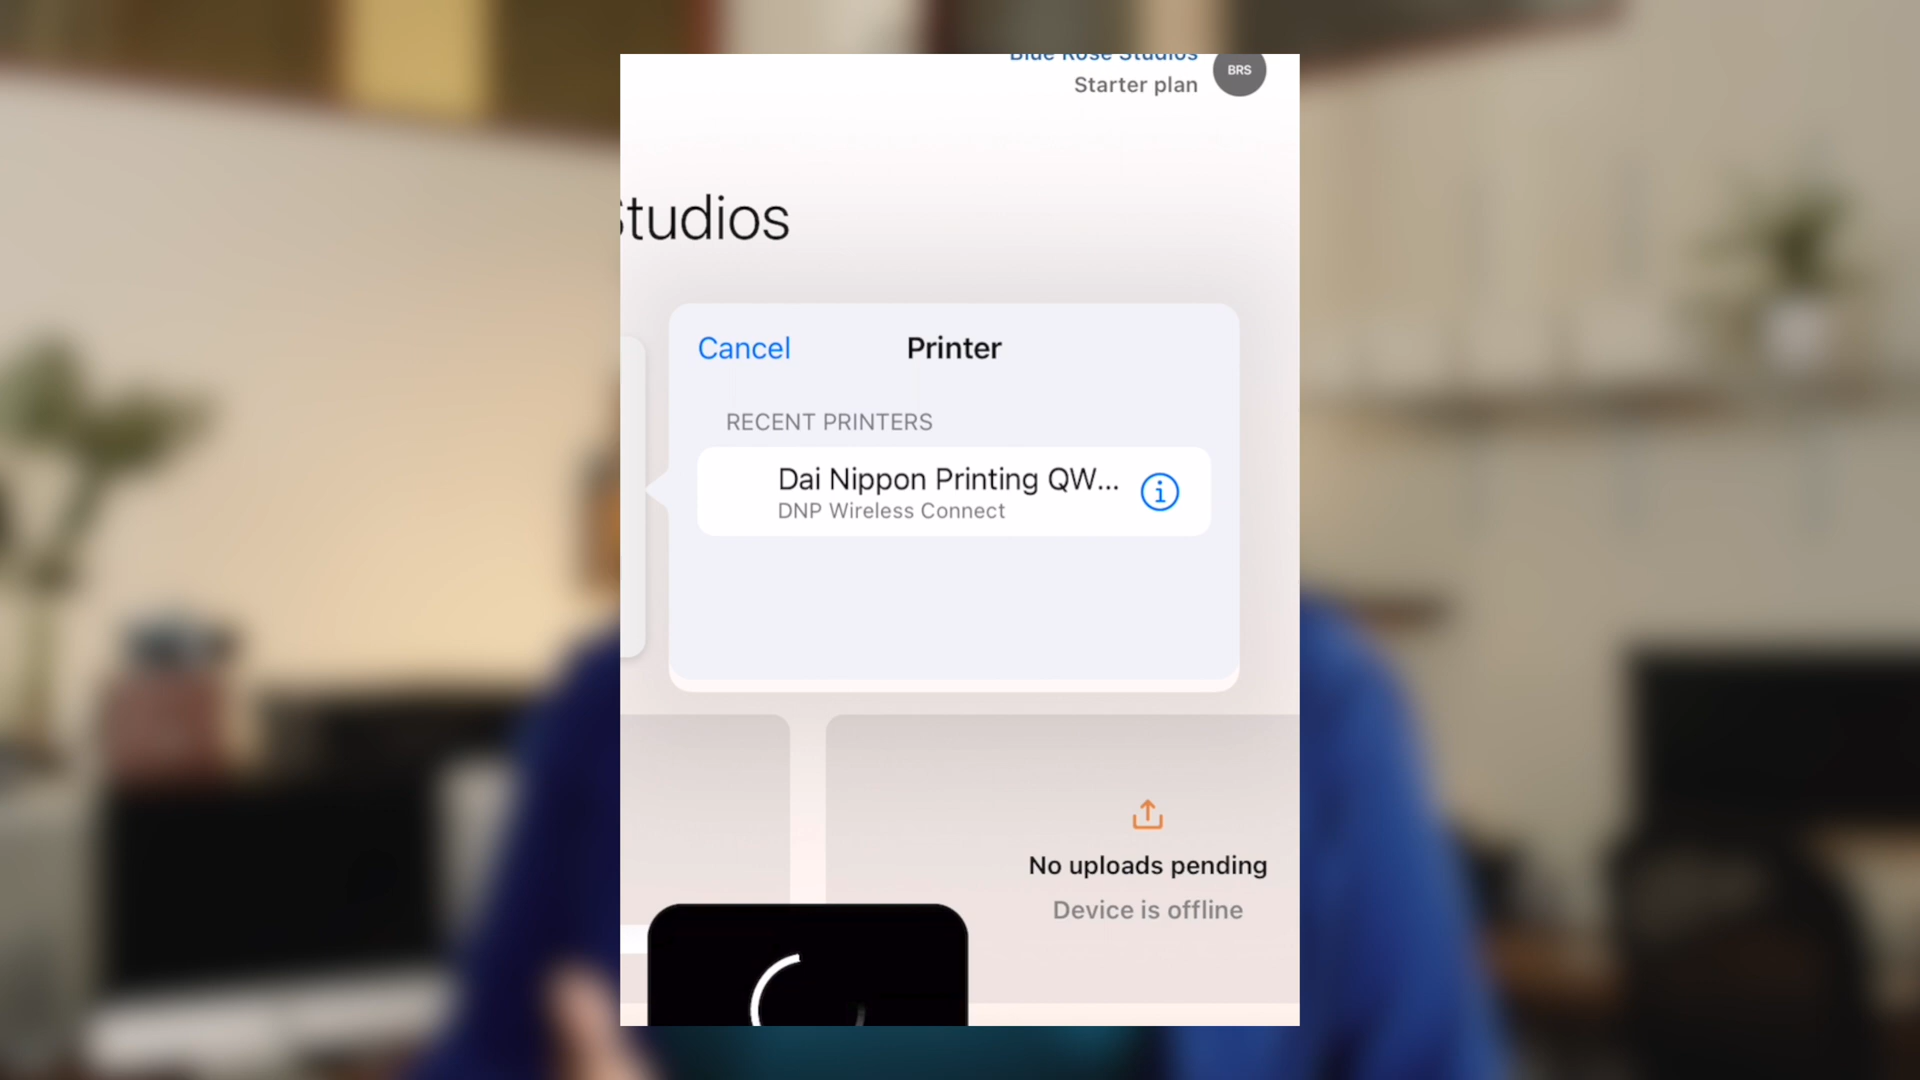 Blue Rose Studios
BRS
Starter plan
Studios
Cancel
Printer
RECENT PRINTERS
Dai Nippon Printing QW...
DNP Wireless Connect
No uploads pending
Device is offline